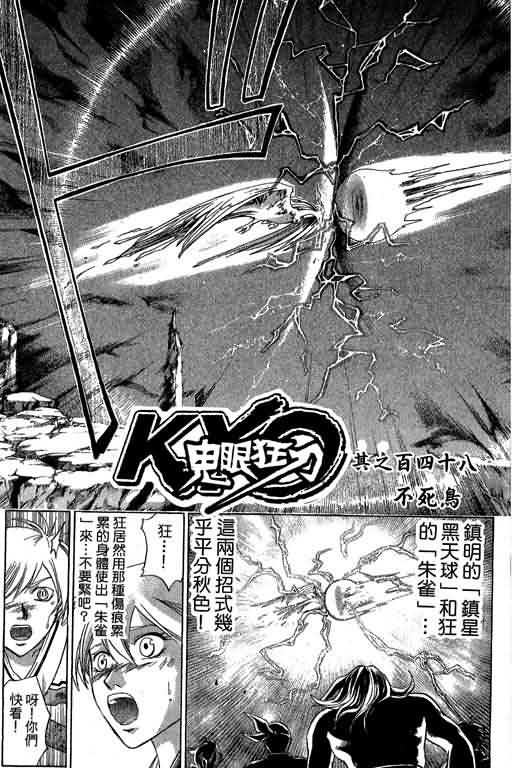 KYO
鬼眼狂刀
其之百四十八
不死鳥
鎮明的「鎮星
黑天球」和狂
的「朱雀」…
這兩個招式幾
乎平分秋色！
狂…！
狂居然用那種傷痕累
累的身體使出「朱雀
」來…不要緊吧？
呀！你們
快看！